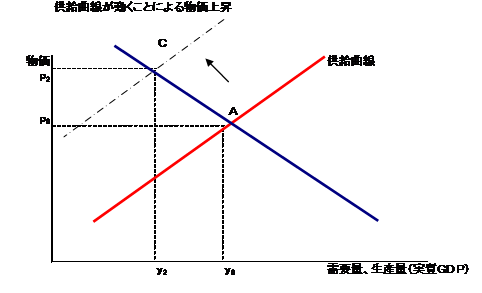 供給曲線が動くことによる物価上昇
C
物価
供給曲線
P2
A
P0
y2
y0
需要量、生産量(実質GDP)